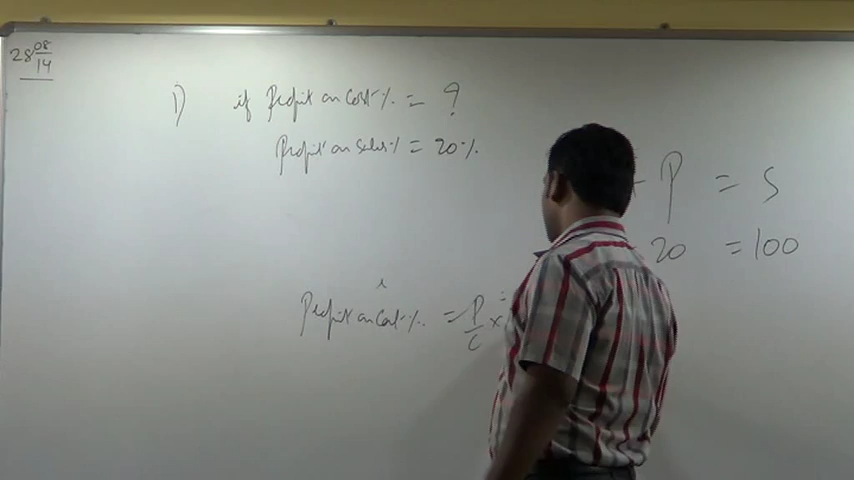 28 08/14
1) if Profit on Cost % = ?
Profit on Sales % = 20 %
+ P = S
20 = 100
Profit on Cost % = P/C ×